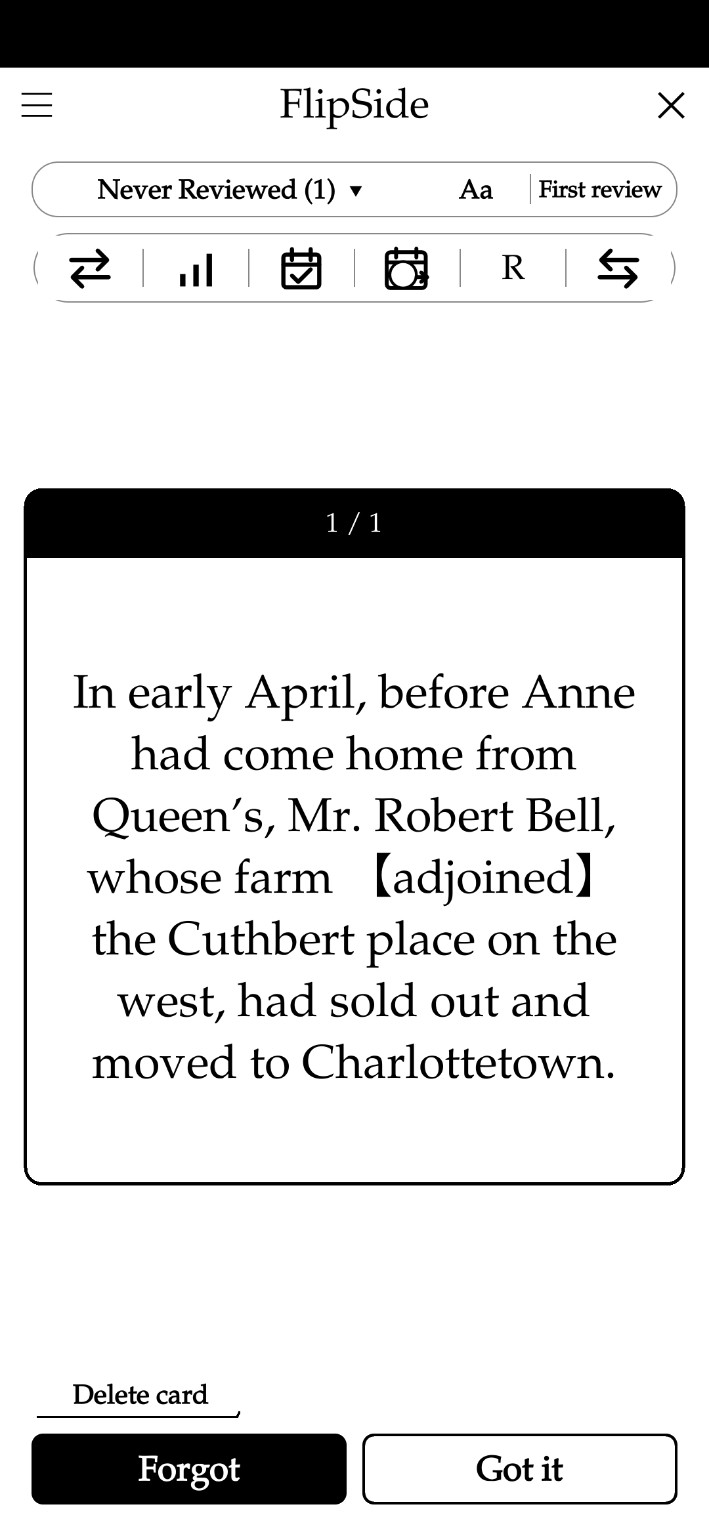 FlipSide
Never Reviewed (1) ▼ Aa First review
R
1 / 1
In early April, before Anne
had come home from
Queen’s, Mr. Robert Bell,
whose farm 【adjoined】
the Cuthbert place on the
west, had sold out and
moved to Charlottetown.
Delete card
Forgot Got it